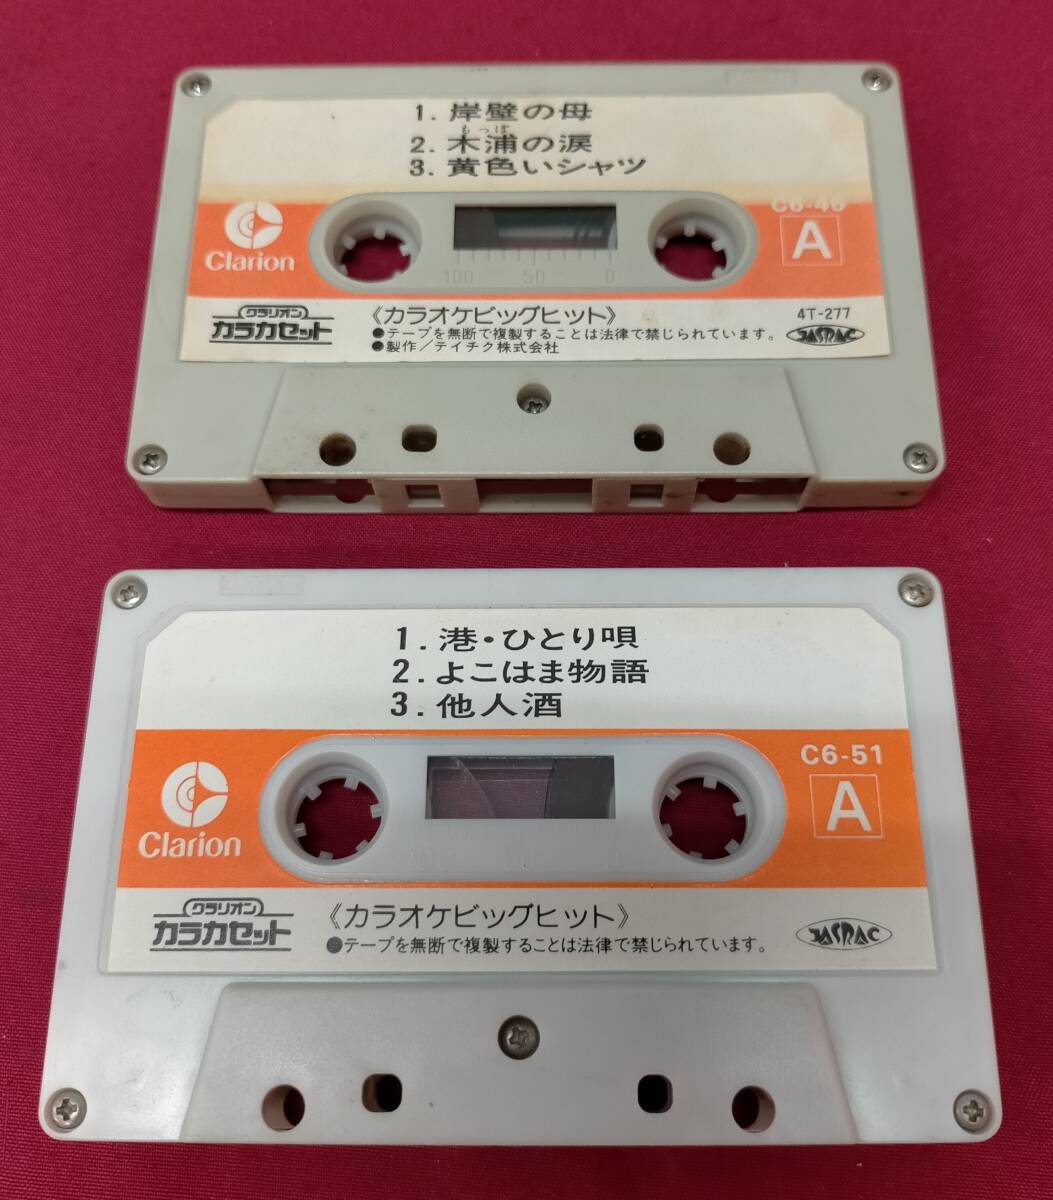 1. 岸壁の母
もっぽ
2. 木浦の涙
3. 黄色いシャツ
C6-46
A
Clarion
100 50 0
クラリオン
カラカセット
《カラオケビッグヒット》
●テープを無断で複製することは法律で禁じられています。
●製作/テイチク株式会社
4T-277
JASRAC
1. 港・ひとり唄
2. よこはま物語
3. 他人酒
C6-51
A
Clarion
クラリオン
カラカセット
《カラオケビッグヒット》
●テープを無断で複製することは法律で禁じられています。
JASRAC